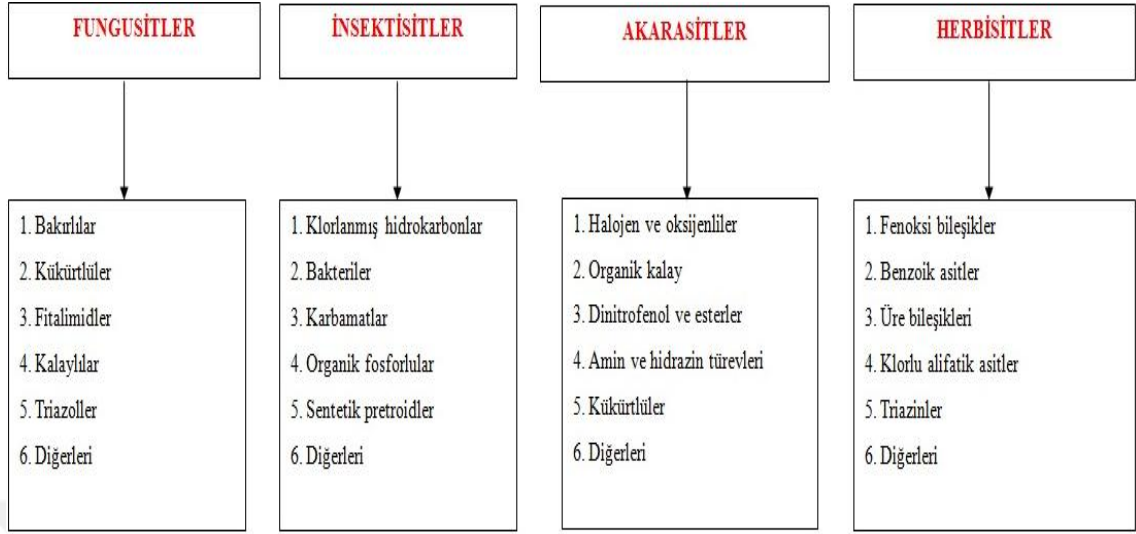 FUNGUSİTLER
1. Bakırlılar
2. Kükürtlüler
3. Fitalimidler
4. Kalaylılar
5. Triazoller
6. Diğerleri
İNSEKTİSİTLER
1. Klorlanmış hidrokarbonlar
2. Bakteriler
3. Karbamatlar
4. Organik fosforlular
5. Sentetik pretroidler
6. Diğerleri
AKARASİTLER
1. Halojen ve oksijenliler
2. Organik kalay
3. Dinitrofenol ve esterler
4. Amin ve hidrazin türevleri
5. Kükürtlüler
6. Diğerleri
HERBİSİTLER
1. Fenoksi bileşikler
2. Benzoik asitler
3. Üre bileşikleri
4. Klorlu alifatik asitler
5. Triazinler
6. Diğerleri